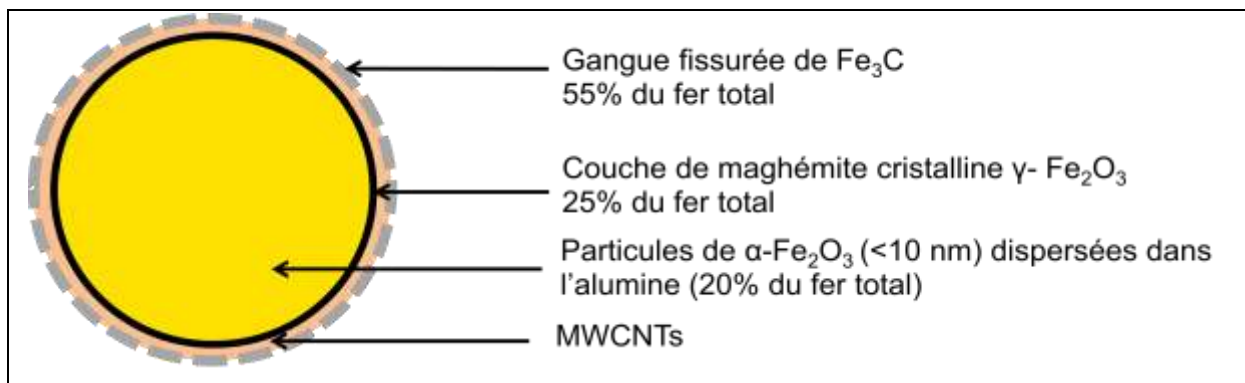 Gangue fissurée de Fe₃C
55% du fer total
Couche de maghémite cristalline γ- Fe₂O₃
25% du fer total
Particules de α-Fe₂O₃ (<10 nm) dispersées dans
l’alumine (20% du fer total)
MWCNTs